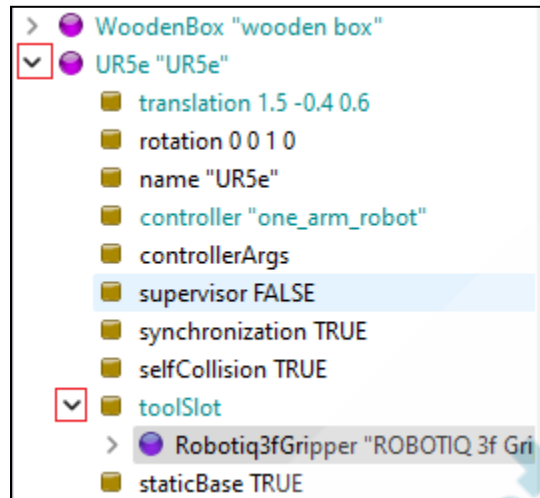 WoodenBox "wooden box"
UR5e "UR5e"
translation 1.5 -0.4 0.6
rotation 0 0 1 0
name "UR5e"
controller "one_arm_robot"
controllerArgs
supervisor FALSE
synchronization TRUE
selfCollision TRUE
toolSlot
Robotiq3fGripper "ROBOTIQ 3f Gri
staticBase TRUE